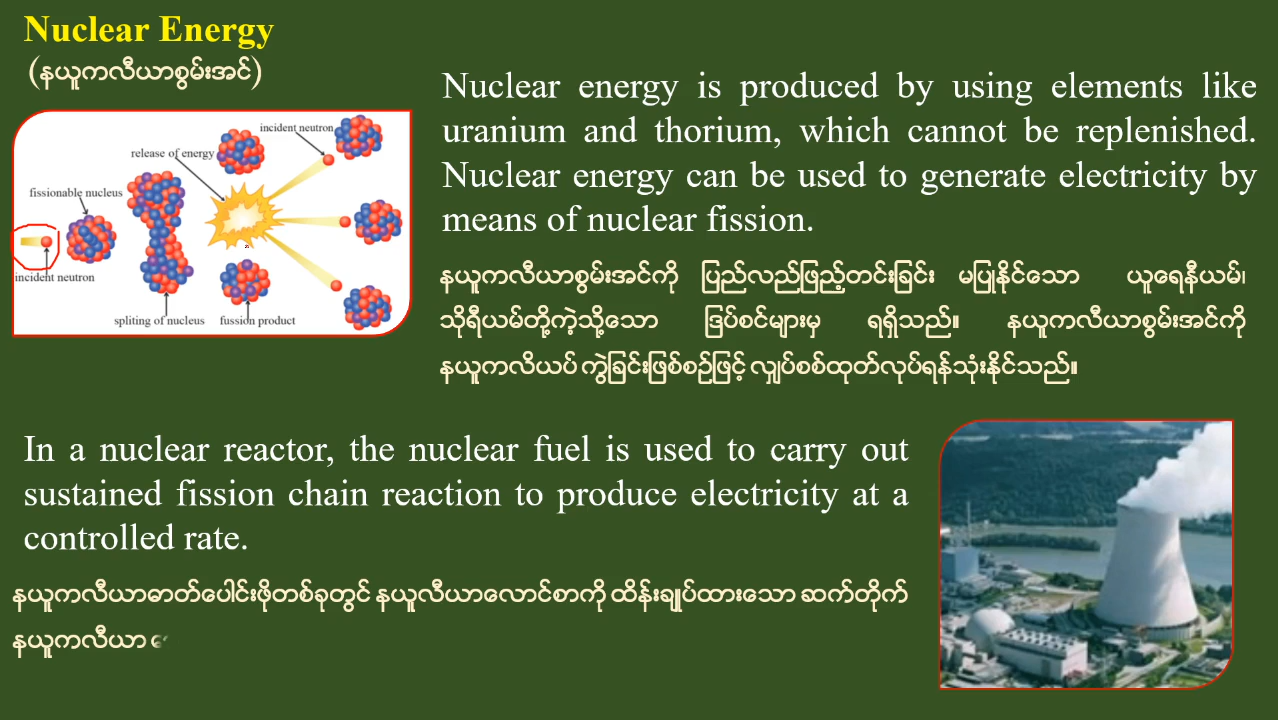 Nuclear Energy
(နယူကလီယာစွမ်းအင်)
incident neutron
release of energy
fissionable nucleus
incident neutron
spliting of nucleus
fussion product
Nuclear energy is produced by using elements like
uranium and thorium, which cannot be replenished.
Nuclear energy can be used to generate electricity by
means of nuclear fission.
နယူကလီယာစွမ်းအင်ကို ပြည်လည်ဖြည့်တင်းခြင်း မပြုနိုင်သော ယူရေနီယမ်၊
သိုရီယမ်တို့ကဲ့သို့သော ဒြပ်စင်များမှ ရရှိသည်။ နယူကလီယာစွမ်းအင်ကို
နယူကလိယပ် ကွဲခြင်းဖြစ်စဉ်ဖြင့် လျှပ်စစ်ထုတ်လုပ်ရန်သုံးနိုင်သည်။
In a nuclear reactor, the nuclear fuel is used to carry out
sustained fission chain reaction to produce electricity at a
controlled rate.
နယူကလီယာဓာတ်ပေါင်းဖိုတစ်ခုတွင် နယူလီယာလောင်စာကို ထိန်းချုပ်ထားသော ဆက်တိုက်
နယူကလီယာ